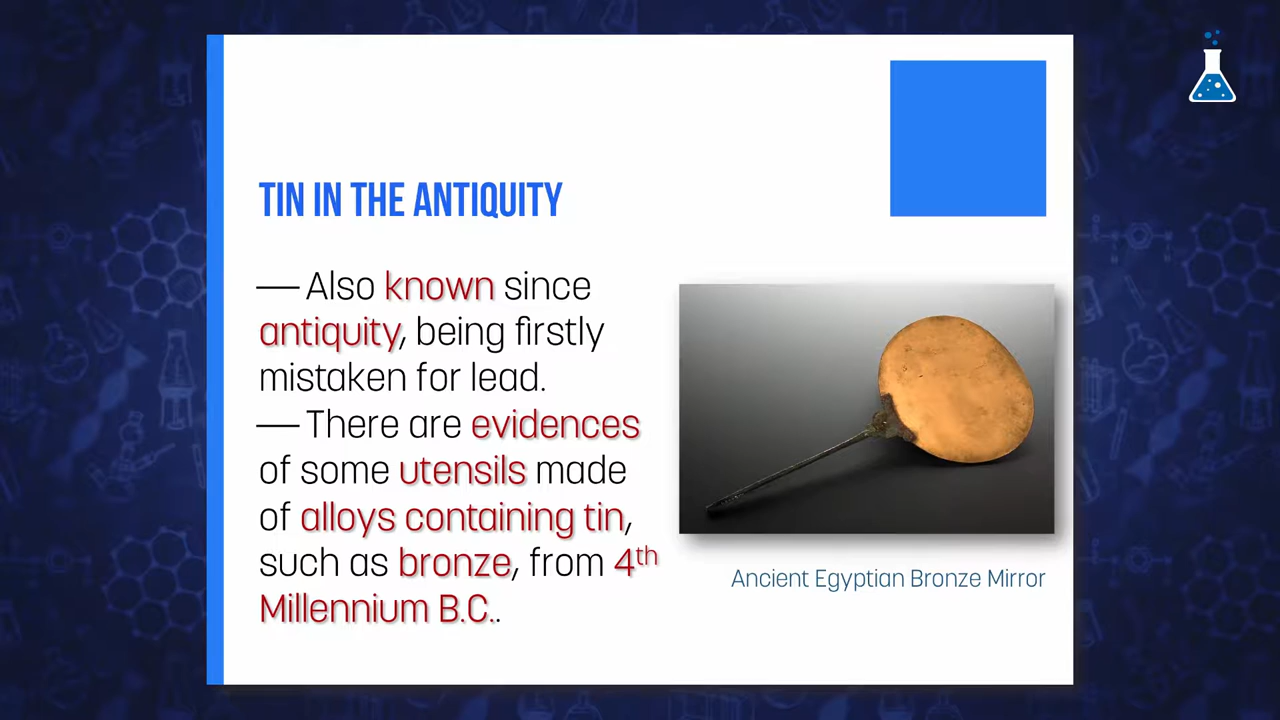 TIN IN THE ANTIQUITY
— Also known since
antiquity, being firstly
mistaken for lead.
— There are evidences
of some utensils made
of alloys containing tin,
such as bronze, from 4th
Millennium B.C..
Ancient Egyptian Bronze Mirror